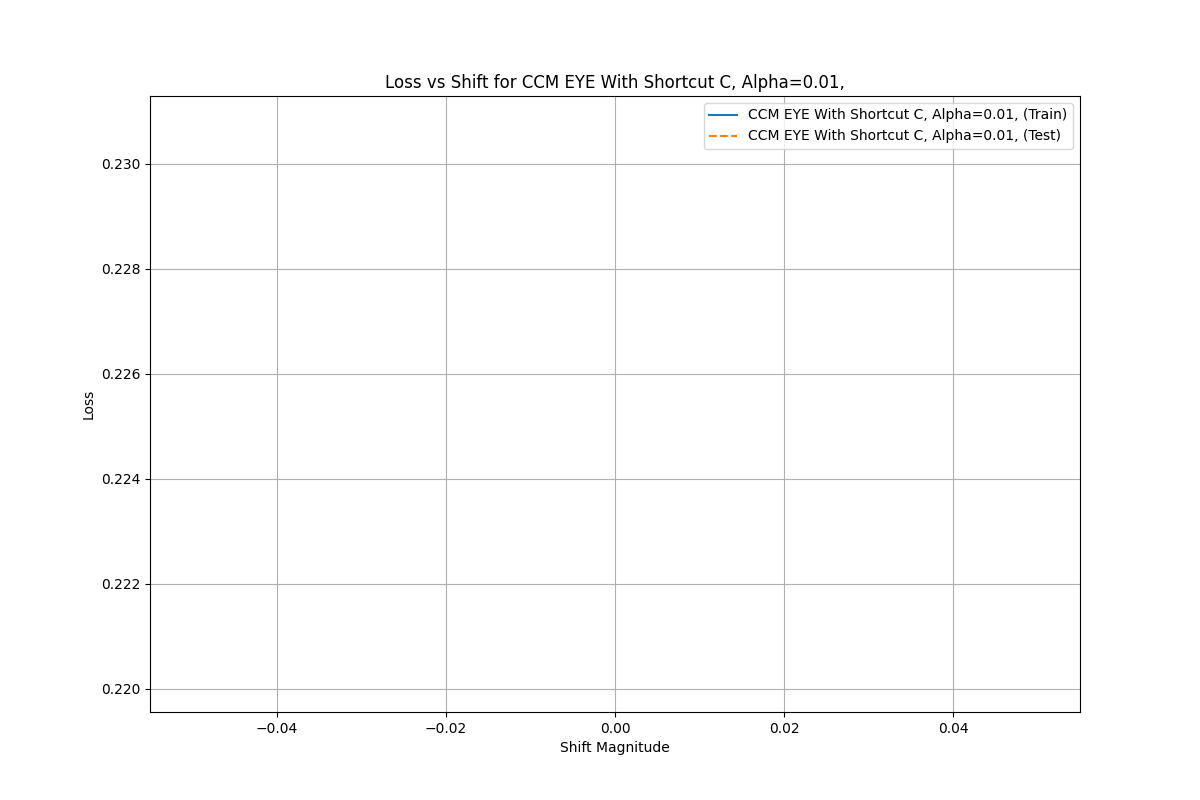 Loss vs Shift for CCM EYE With Shortcut C, Alpha=0.01,
CCM EYE With Shortcut C, Alpha=0.01, (Train)
CCM EYE With Shortcut C, Alpha=0.01, (Test)
0.230
0.228
0.226
0.224
0.222
0.220
Loss
−0.04
−0.02
0.00
0.02
0.04
Shift Magnitude